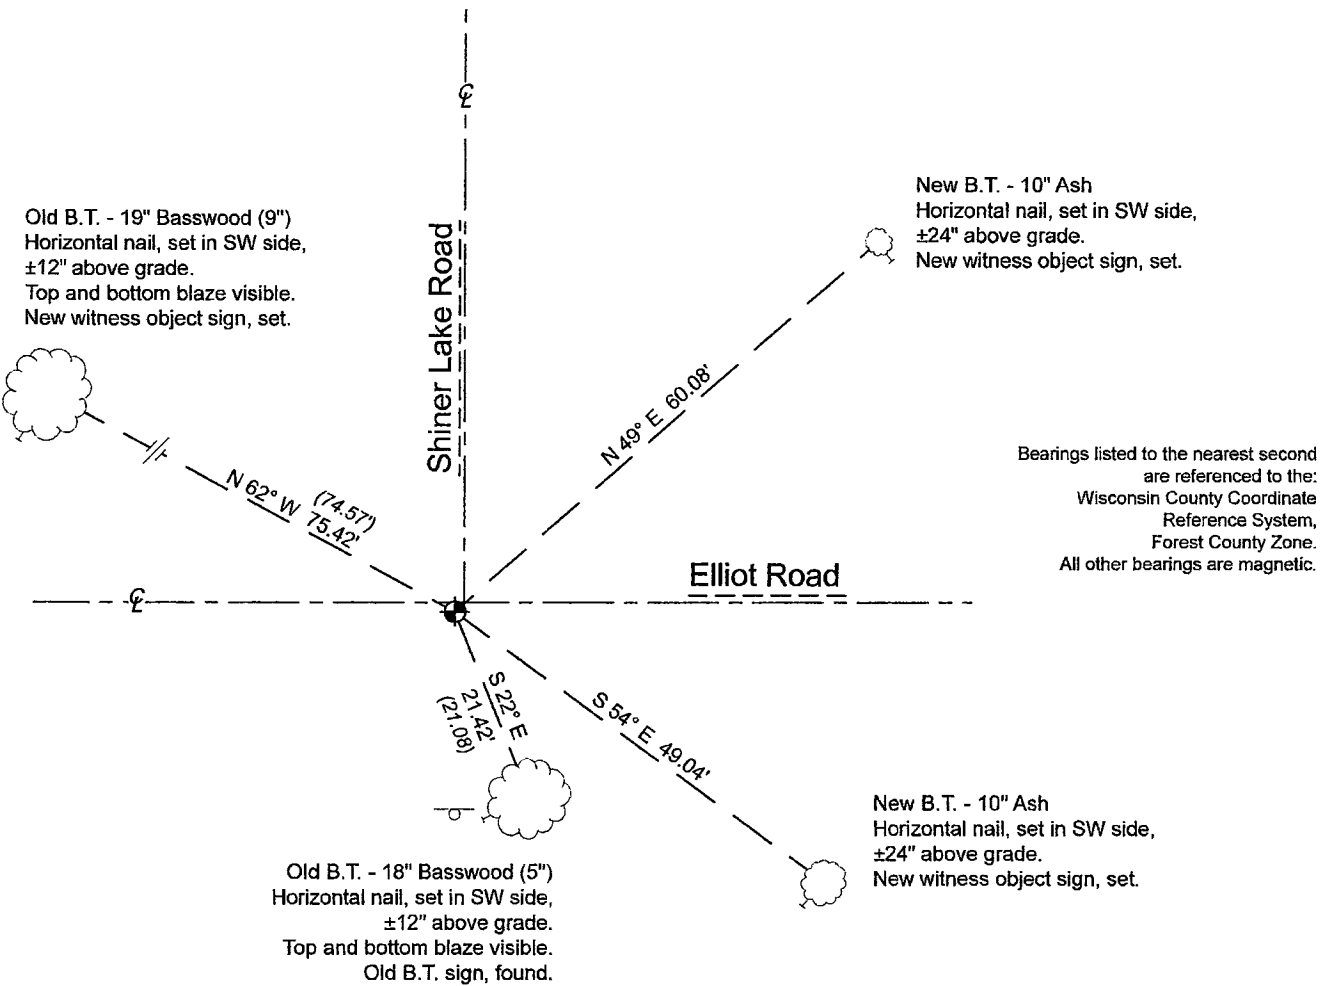 ℄
New B.T. - 10" Ash
Horizontal nail, set in SW side,
±24" above grade.
New witness object sign, set.
Old B.T. - 19" Basswood (9")
Horizontal nail, set in SW side,
±12" above grade.
Top and bottom blaze visible.
New witness object sign, set.
Shiner Lake Road
N 49° E 60.08'
Bearings listed to the nearest second
are referenced to the:
Wisconsin County Coordinate
Reference System,
Forest County Zone.
All other bearings are magnetic.
(74.57')
N 62° W 75.42'
Elliot Road
℄
S 22° E
21.42'
(21.08)
S 54° E 49.04'
New B.T. - 10" Ash
Horizontal nail, set in SW side,
±24" above grade.
New witness object sign, set.
Old B.T. - 18" Basswood (5")
Horizontal nail, set in SW side,
±12" above grade.
Top and bottom blaze visible.
Old B.T. sign, found.